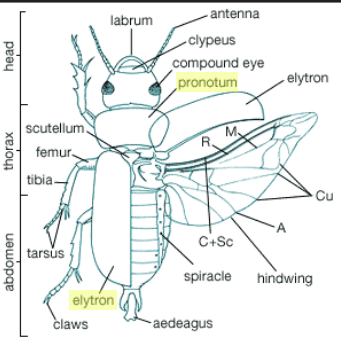 labrum
antenna
clypeus
compound eye
pronotum
elytron
head
scutellum
M
R
femur
thorax
tibia
Cu
A
C+Sc
tarsus
spiracle
hindwing
abdomen
elytron
claws
aedeagus